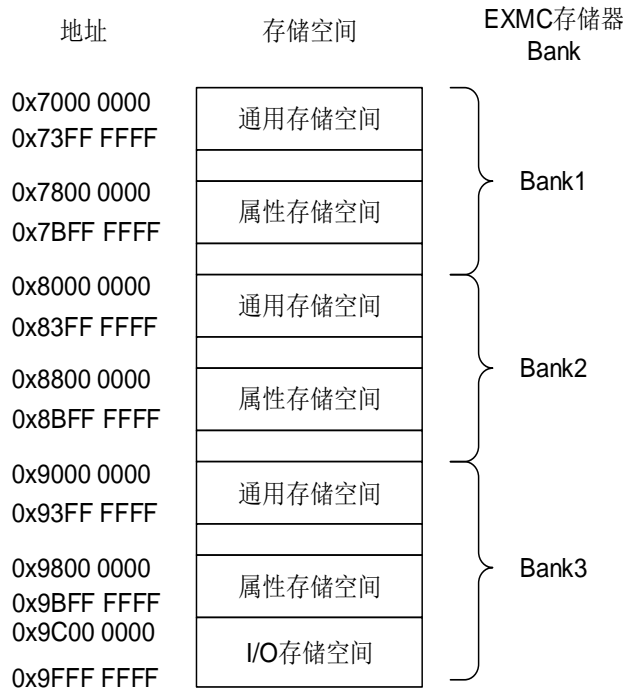 地址
存储空间
EXMC存储器
Bank
0x7000 0000
0x73FF FFFF
通用存储空间
0x7800 0000
0x7BFF FFFF
属性存储空间
Bank1
0x8000 0000
0x83FF FFFF
通用存储空间
0x8800 0000
0x8BFF FFFF
属性存储空间
Bank2
0x9000 0000
0x93FF FFFF
通用存储空间
0x9800 0000
0x9BFF FFFF
属性存储空间
Bank3
0x9C00 0000
0x9FFF FFFF
I/O存储空间